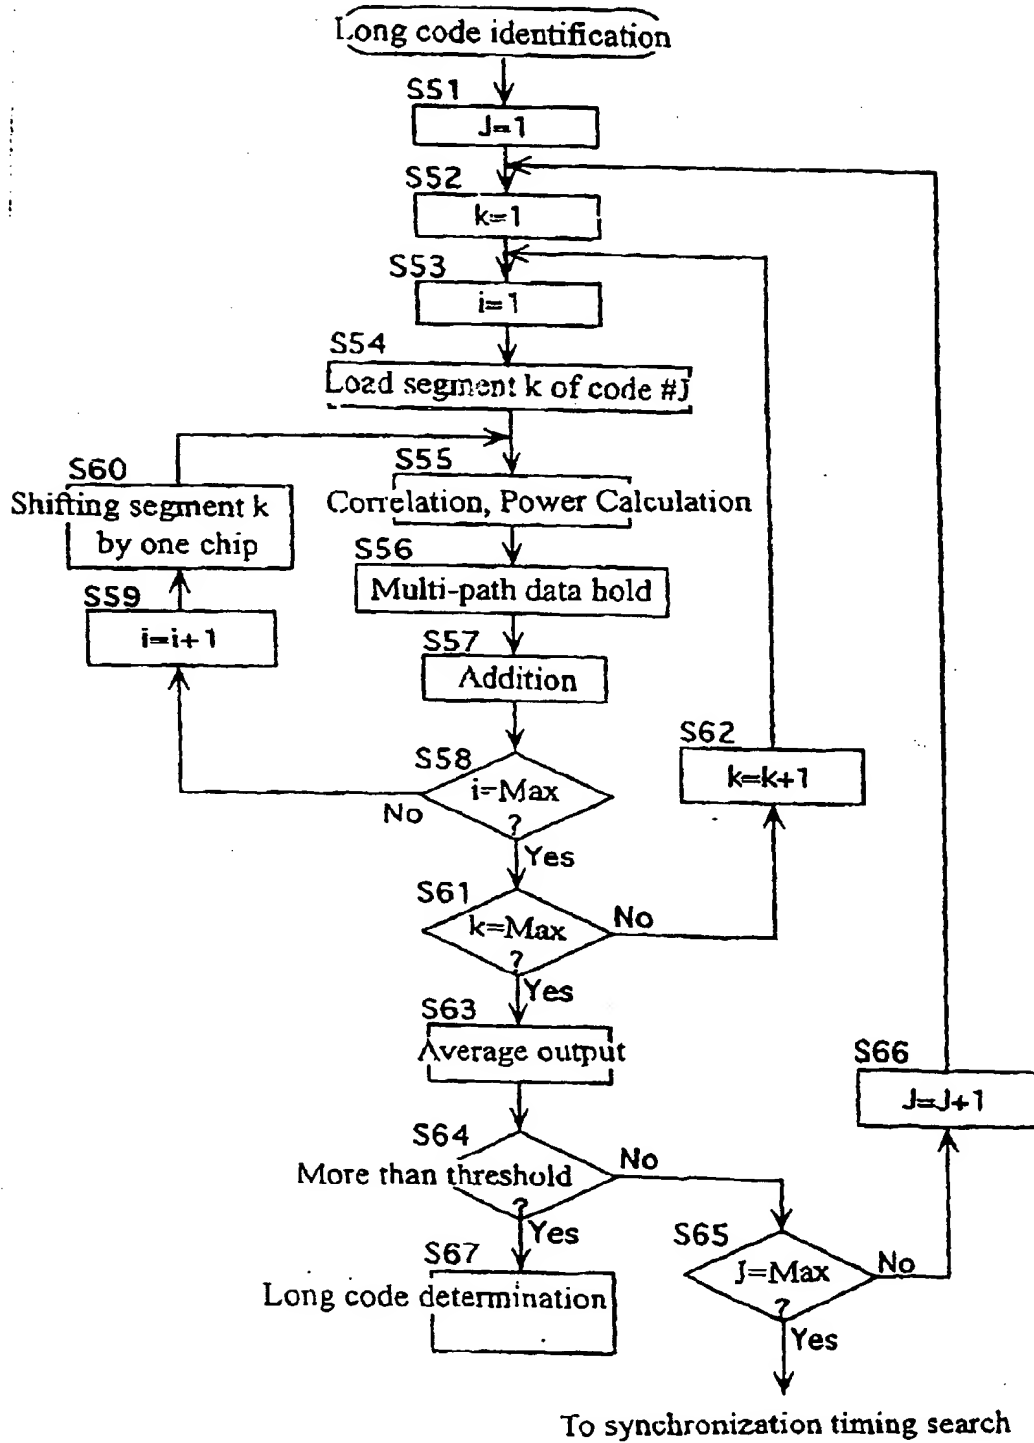 Long code identification
S51
J=1
S52
k=1
S53
i=1
S54
Load segment k of code #J
S60
Shifting segment k
by one chip
S55
Correlation, Power Calculation
S56
Multi-path data hold
S59
i=i+1
S57
Addition
S58
i=Max
?
No
Yes
S62
k=k+1
S61
k=Max
?
No
Yes
S63
Average output
S66
J=J+1
S64
More than threshold
?
No
Yes
S65
J=Max
?
No
Yes
S67
Long code determination
To synchronization timing search